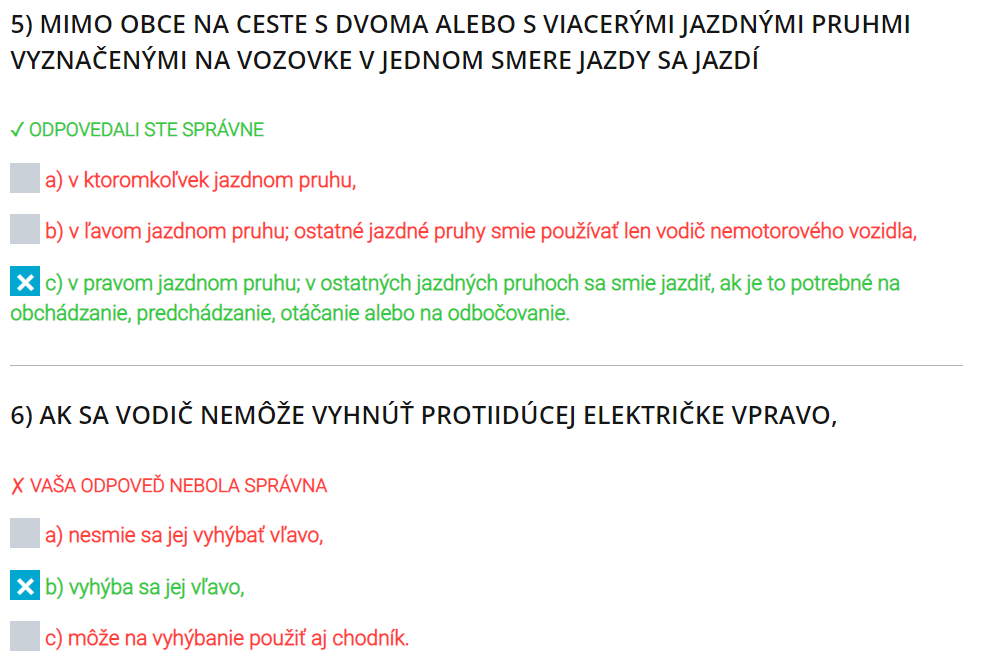 5) MIMO OBCE NA CESTE S DVOMA ALEBO S VIACERÝMI JAZDNÝMI PRUHMI
VYZNAČENÝMI NA VOZOVKE V JEDNOM SMERE JAZDY SA JAZDÍ
✓ ODPOVEDALI STE SPRÁVNE
a) v ktoromkoľvek jazdnom pruhu,
b) v ľavom jazdnom pruhu; ostatné jazdné pruhy smie používať len vodič nemotorového vozidla,
c) v pravom jazdnom pruhu; v ostatných jazdných pruhoch sa smie jazdiť, ak je to potrebné na
obchádzanie, predchádzanie, otáčanie alebo na odbočovanie.
6) AK SA VODIČ NEMÔŽE VYHNÚŤ PROTIIDÚCEJ ELEKTRIČKE VPRAVO,
✗ VAŠA ODPOVEĎ NEBOLA SPRÁVNA
a) nesmie sa jej vyhýbať vľavo,
b) vyhýba sa jej vľavo,
c) môže na vyhýbanie použiť aj chodník.